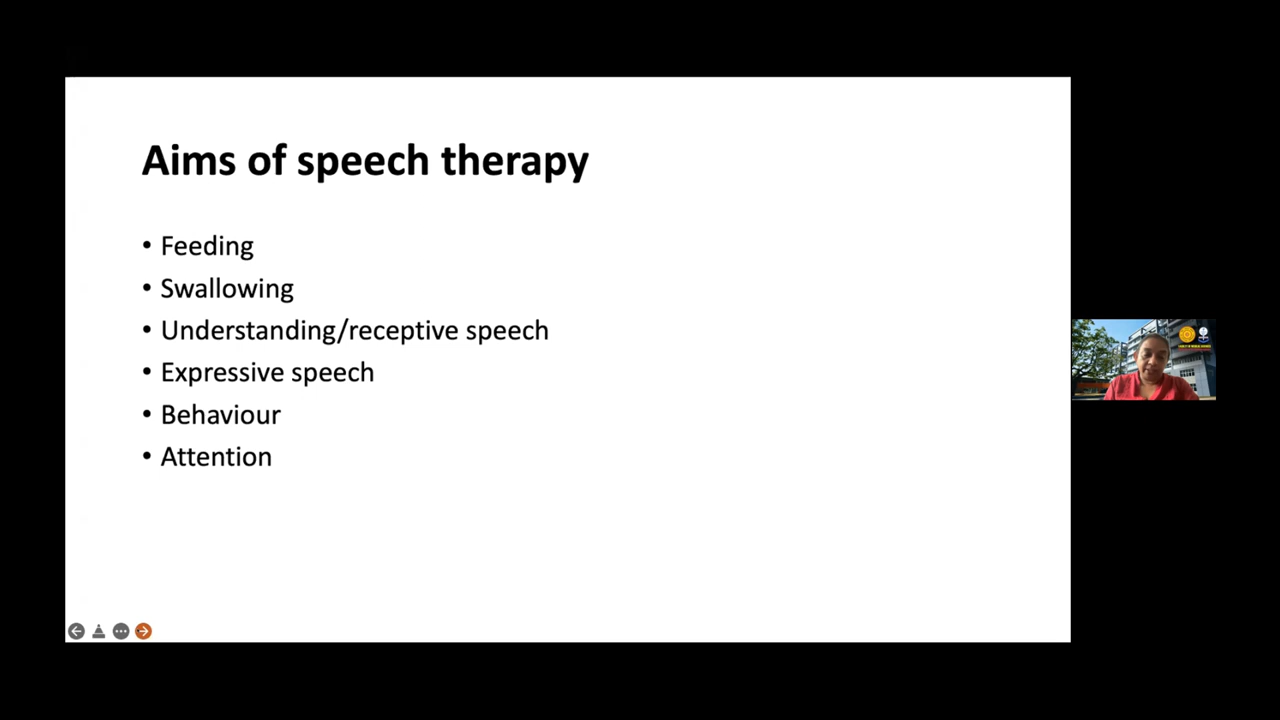 Aims of speech therapy
• Feeding
• Swallowing
• Understanding/receptive speech
• Expressive speech
• Behaviour
• Attention